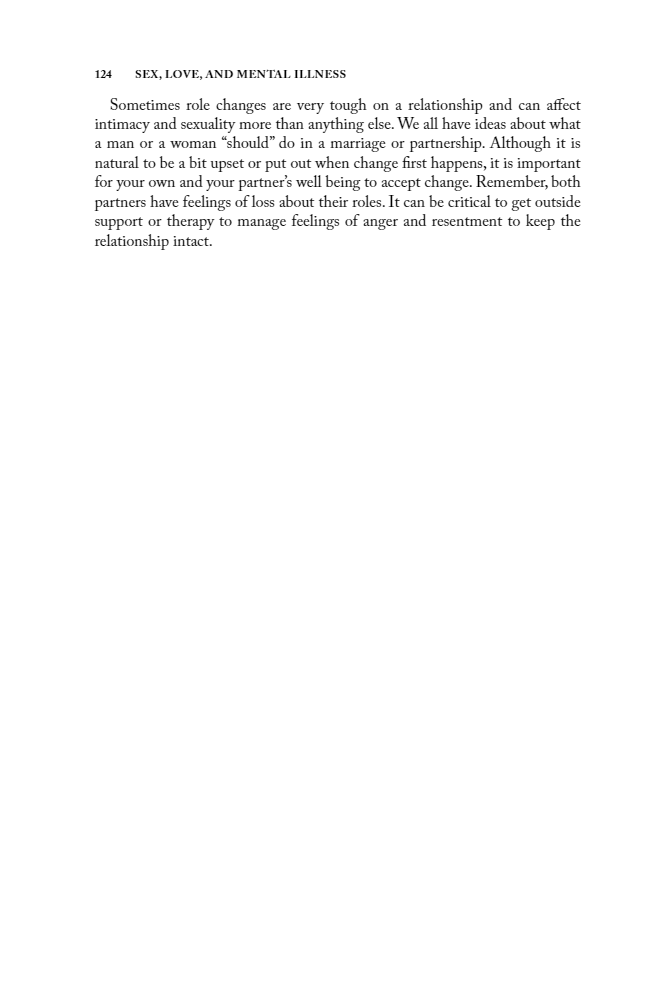 124 SEX, LOVE, AND MENTAL ILLNESS
Sometimes role changes are very tough on a relationship and can affect
intimacy and sexuality more than anything else. We all have ideas about what
a man or a woman “should” do in a marriage or partnership. Although it is
natural to be a bit upset or put out when change first happens, it is important
for your own and your partner’s well being to accept change. Remember, both
partners have feelings of loss about their roles. It can be critical to get outside
support or therapy to manage feelings of anger and resentment to keep the
relationship intact.